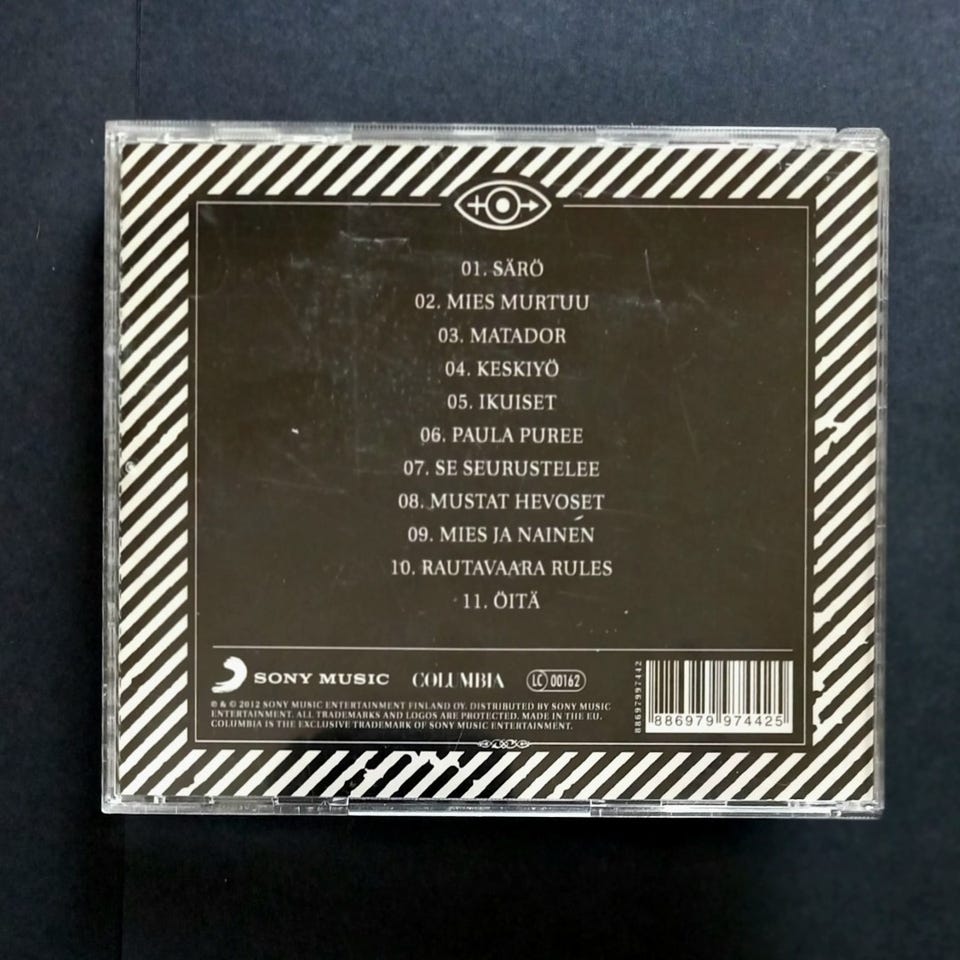 01. SÄRÖ
02. MIES MURTUU
03. MATADOR
04. KESKIYÖ
05. IKUISET
06. PAULA PUREE
07. SE SEURUSTELEE
08. MUSTAT HEVOSET
09. MIES JA NAINEN
10. RAUTAVAARA RULES
11. ÖITÄ
SONY MUSIC COLUMBIA LC 00162
℗ & © 2012 SONY MUSIC ENTERTAINMENT FINLAND OY. DISTRIBUTED BY SONY MUSIC
ENTERTAINMENT. ALL TRADEMARKS AND LOGOS ARE PROTECTED. MADE IN THE EU.
COLUMBIA IS THE EXCLUSIVE TRADEMARK OF SONY MUSIC ENTERTAINMENT.
88697997442
886979 974425